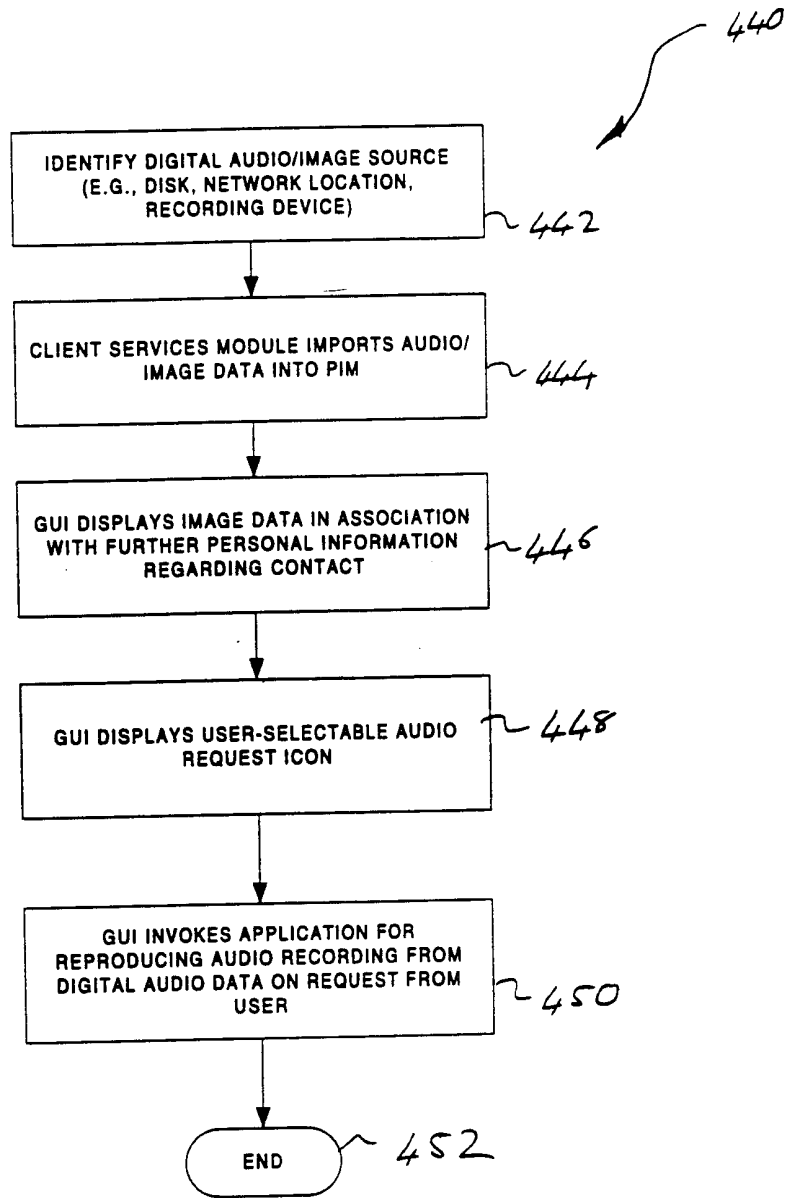 440
IDENTIFY DIGITAL AUDIO/IMAGE SOURCE
(E.G., DISK, NETWORK LOCATION,
RECORDING DEVICE)
442
CLIENT SERVICES MODULE IMPORTS AUDIO/
IMAGE DATA INTO PIM
444
GUI DISPLAYS IMAGE DATA IN ASSOCIATION
WITH FURTHER PERSONAL INFORMATION
REGARDING CONTACT
446
GUI DISPLAYS USER-SELECTABLE AUDIO
REQUEST ICON
448
GUI INVOKES APPLICATION FOR
REPRODUCING AUDIO RECORDING FROM
DIGITAL AUDIO DATA ON REQUEST FROM
USER
450
END
452